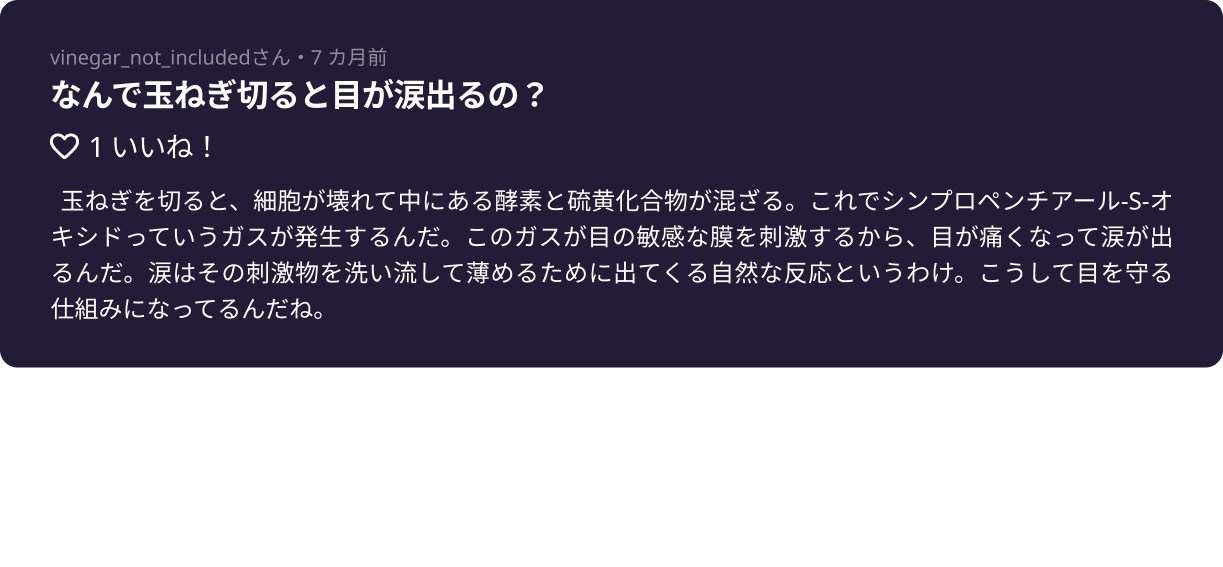 vinegar_not_includedさん・7 カ月前
なんで玉ねぎ切ると目が涙出るの？
1 いいね！
玉ねぎを切ると、細胞が壊れて中にある酵素と硫黄化合物が混ざる。これでシンプロペンチアール-S-オ
キシドっていうガスが発生するんだ。このガスが目の敏感な膜を刺激するから、目が痛くなって涙が出
るんだ。涙はその刺激物を洗い流して薄めるために出てくる自然な反応というわけ。こうして目を守る
仕組みになってるんだね。